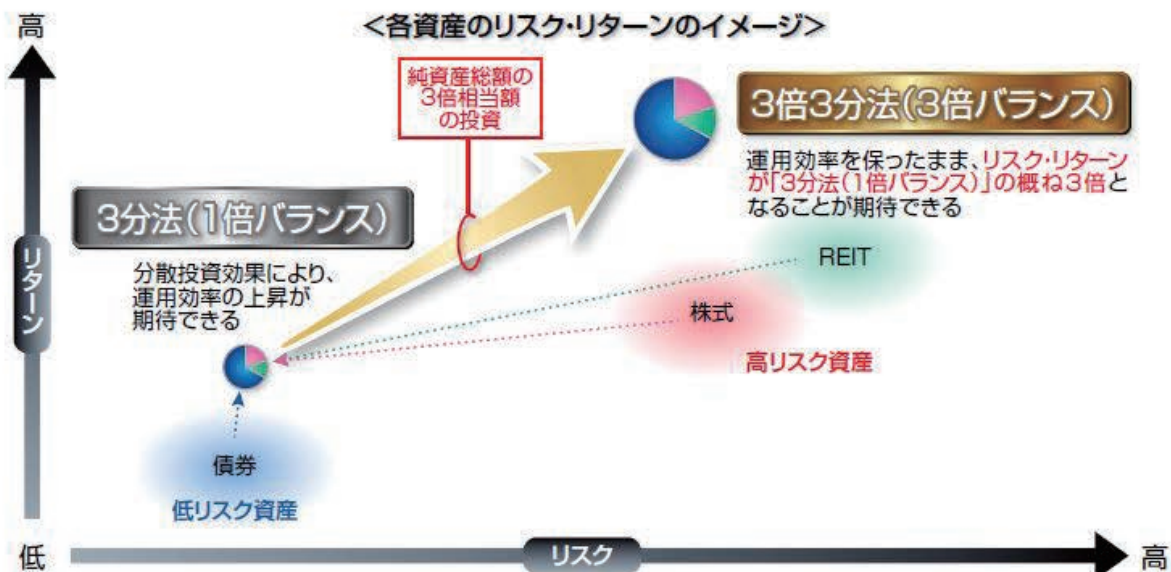 <各資産のリスク・リターンのイメージ>
高
純資産総額の
3倍相当額
の投資
3倍3分法(3倍バランス)
運用効率を保ったまま、リスク・リターン
が「3分法(1倍バランス)」の概ね3倍と
なることが期待できる
3分法(1倍バランス)
分散投資効果により、
運用効率の上昇が
期待できる
リターン
REIT
株式
高リスク資産
債券
低リスク資産
低
リスク
高